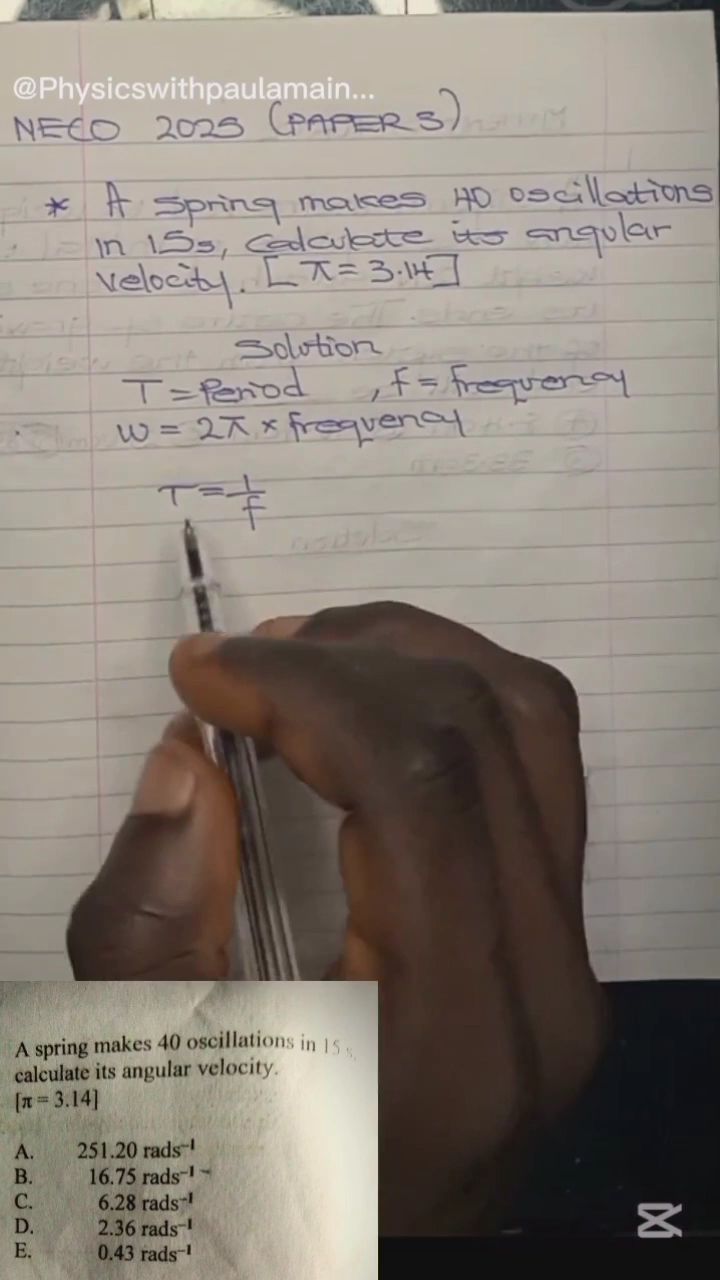 @Physicswithpaulamain...
NECO 2025 (PAPER 3)
* A spring makes 40 oscillations
in 15s, Calculate its angular
velocity. [π = 3.14]
Solution
T = Period , f = frequency
w = 2π × frequency
T = 1/f
A spring makes 40 oscillations in 15 s,
calculate its angular velocity.
[π = 3.14]
A. 251.20 rads⁻¹
B. 16.75 rads⁻¹
C. 6.28 rads⁻¹
D. 2.36 rads⁻¹
E. 0.43 rads⁻¹